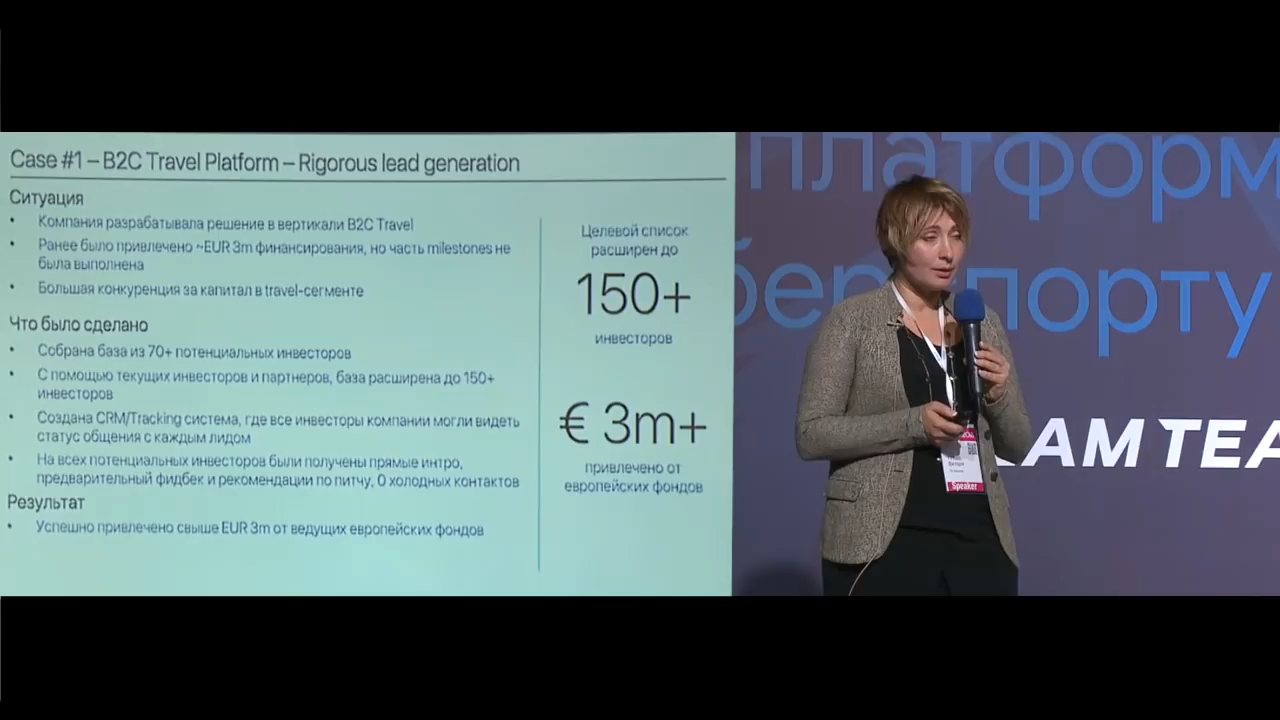 Case #1 – B2C Travel Platform – Rigorous lead generation
Ситуация
• Компания разрабатывала решение в вертикали B2C Travel
• Ранее было привлечено ~EUR 3m финансирования, но часть milestones не
была выполнена
• Большая конкуренция за капитал в travel-сегменте
Что было сделано
• Собрана база из 70+ потенциальных инвесторов
• С помощью текущих инвесторов и партнеров, база расширена до 150+
инвесторов
• Создана CRM/Tracking система, где все инвесторы компании могли видеть
статус общения с каждым лидом
• На всех потенциальных инвесторов были получены прямые интро,
предварительный фидбек и рекомендации по питчу, 0 холодных контактов
Результат
• Успешно привлечено свыше EUR 3m от ведущих европейских фондов
Целевой список
расширен до
150+
инвесторов
€ 3m+
привлечено от
европейских фондов
платформ
порту
AM TEA
Speaker